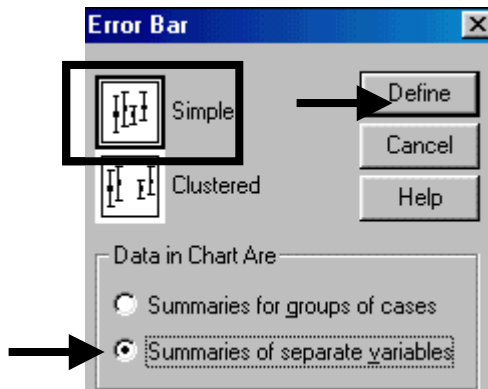 Error Bar
Simple
Define
Cancel
Clustered
Help
Data in Chart Are
Summaries for groups of cases
Summaries of separate variables